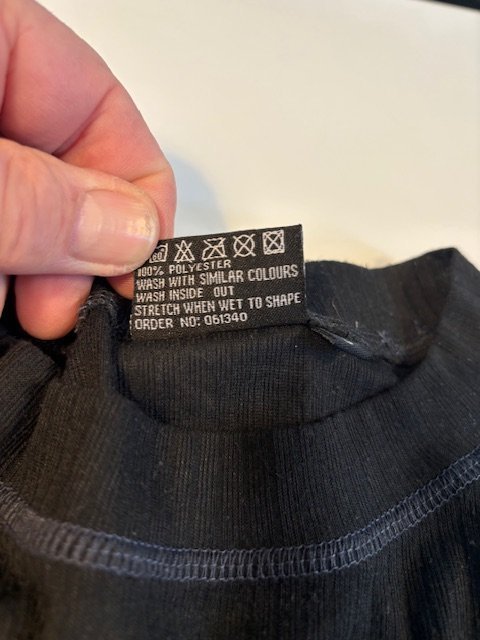 60
100% POLYESTER
WASH WITH SIMILAR COLOURS
WASH INSIDE OUT
STRETCH WHEN WET TO SHAPE
ORDER NO: 061340